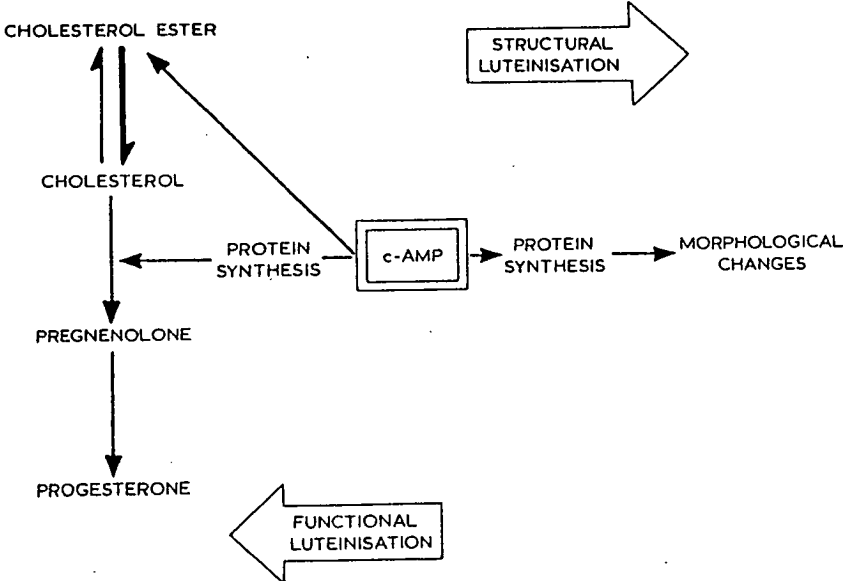 CHOLESTEROL ESTER
STRUCTURAL
LUTEINISATION
CHOLESTEROL
PROTEIN
SYNTHESIS
c-AMP
PROTEIN
SYNTHESIS
MORPHOLOGICAL
CHANGES
PREGNENOLONE
PROGESTERONE
FUNCTIONAL
LUTEINISATION